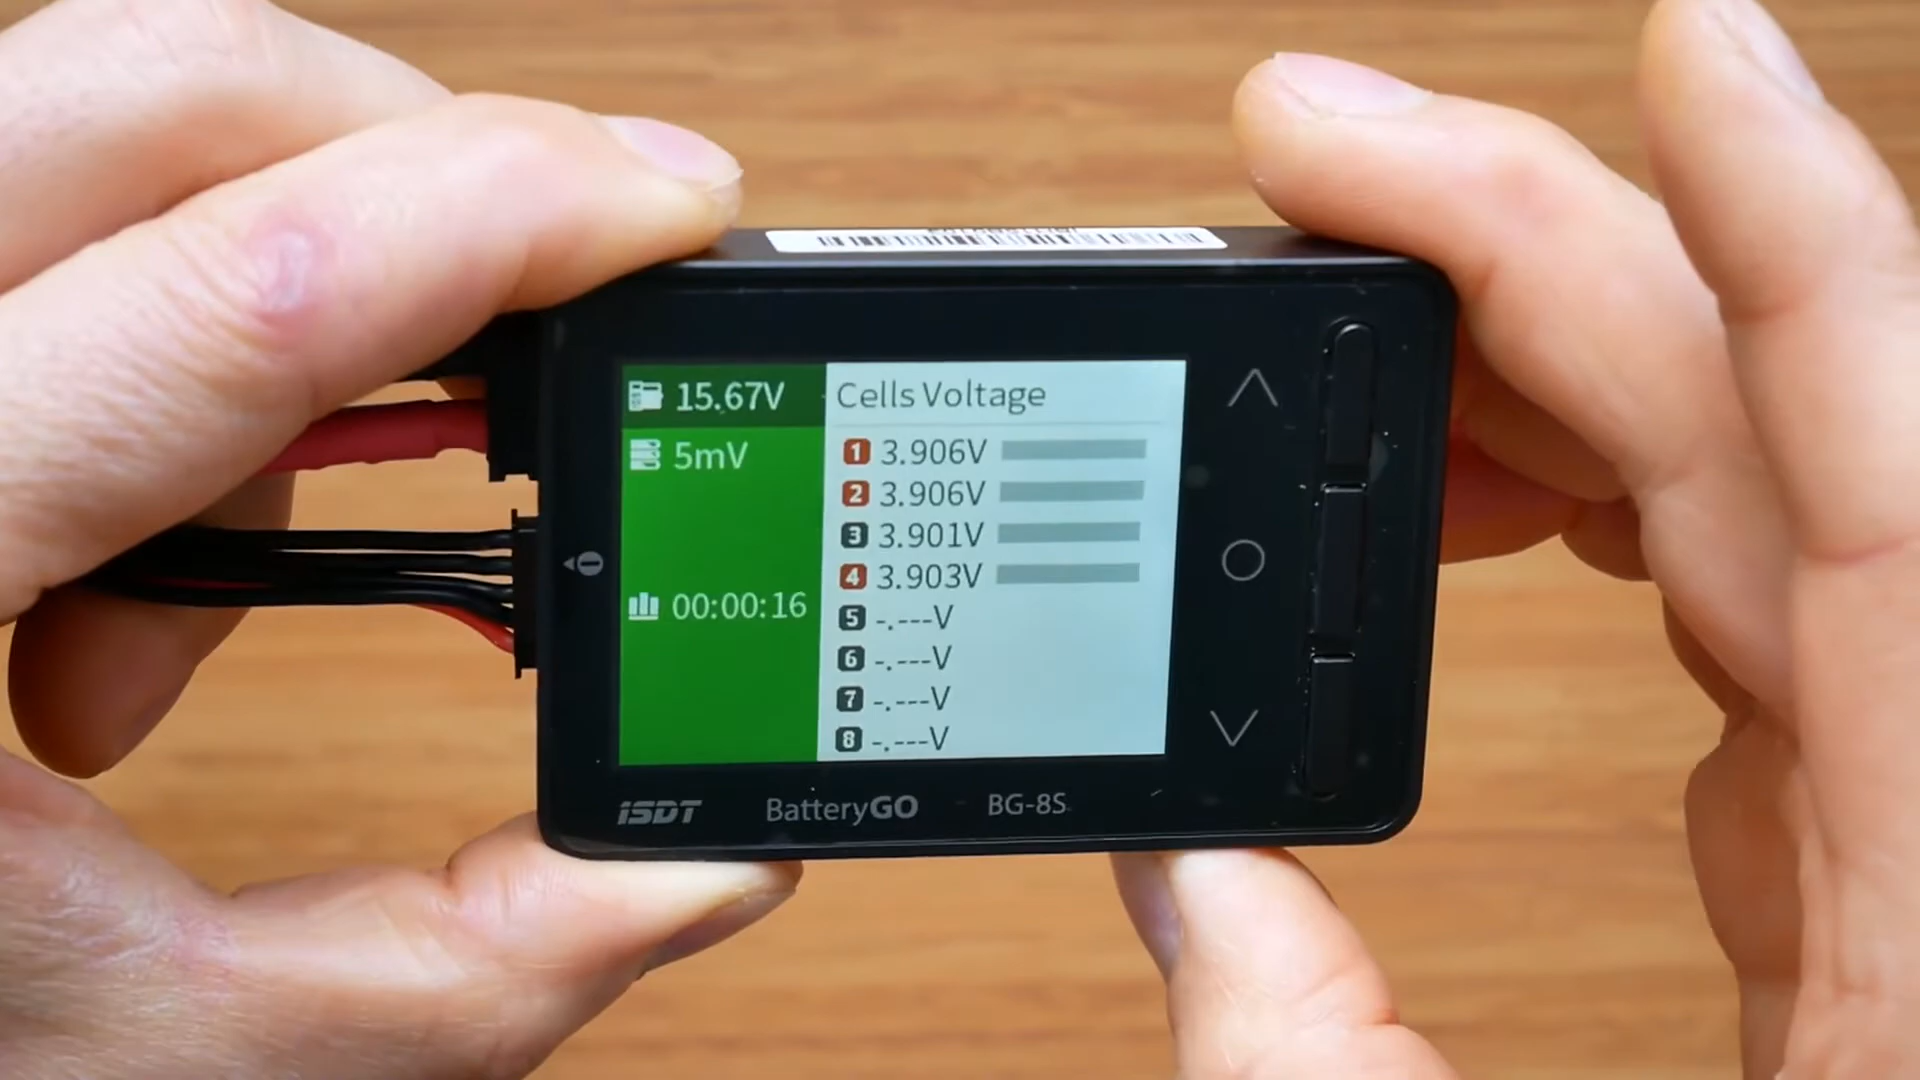 15.67V
5mV
00:00:16
Cells Voltage
1 3.906V
2 3.906V
3 3.901V
4 3.903V
5 -.---V
6 -.---V
7 -.---V
8 -.---V
ISDT BatteryGO BG-8S